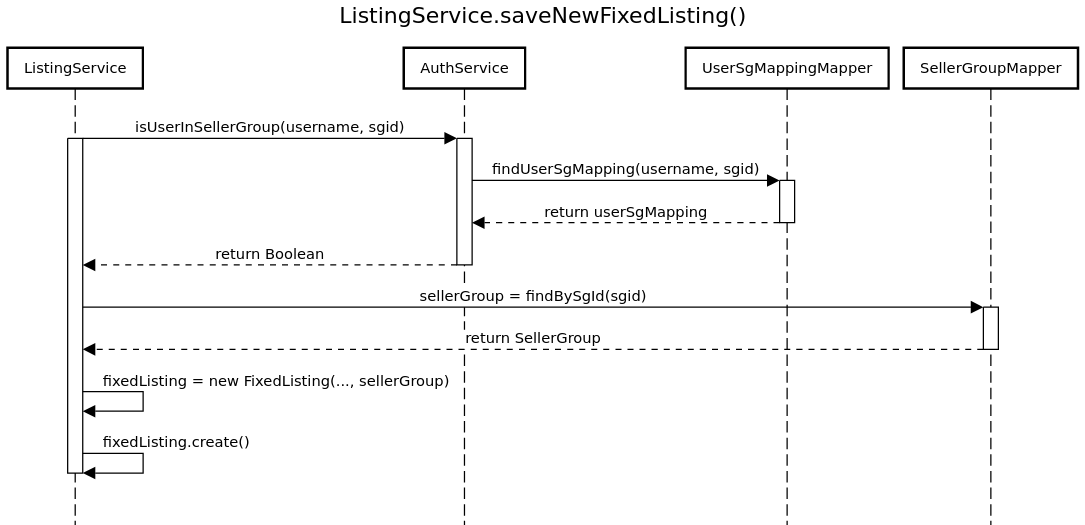 ListingService.saveNewFixedListing()
ListingService
AuthService
UserSgMappingMapper
SellerGroupMapper
isUserInSellerGroup(username, sgid)
findUserSgMapping(username, sgid)
return userSgMapping
return Boolean
sellerGroup = findBySgId(sgid)
return SellerGroup
fixedListing = new FixedListing(..., sellerGroup)
fixedListing.create()